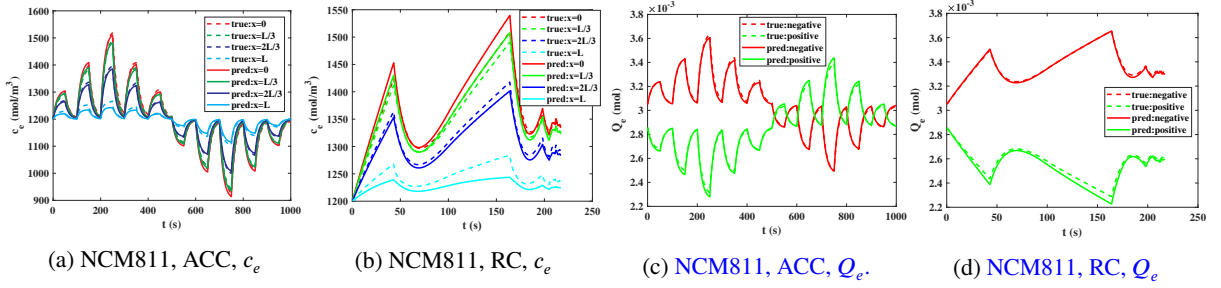 1600
1500
1400
1300
1200
1100
1000
900
0
200
400
600
800
1000
c_e (mol/m³)
t (s)
true:x=0
true:x=L/3
true:x=2L/3
true:x=L
pred:x=0
pred:x=L/3
pred:x=2L/3
pred:x=L
(a) NCM811, ACC, c_e
1600
1550
1500
1450
1400
1350
1300
1250
1200
0
50
100
150
200
250
c_e (mol/m³)
t (s)
true:x=0
true:x=L/3
true:x=2L/3
true:x=L
pred:x=0
pred:x=L/3
pred:x=2L/3
pred:x=L
(b) NCM811, RC, c_e
×10⁻³
3.8
3.6
3.4
3.2
3
2.8
2.6
2.4
2.2
0
200
400
600
800
1000
Q_e (mol)
t (s)
true:negative
true:positive
pred:negative
pred:positive
(c) NCM811, ACC, Q_e.
×10⁻³
3.8
3.6
3.4
3.2
3
2.8
2.6
2.4
2.2
0
50
100
150
200
250
Q_e (mol)
t (s)
true:negative
true:positive
pred:negative
pred:positive
(d) NCM811, RC, Q_e